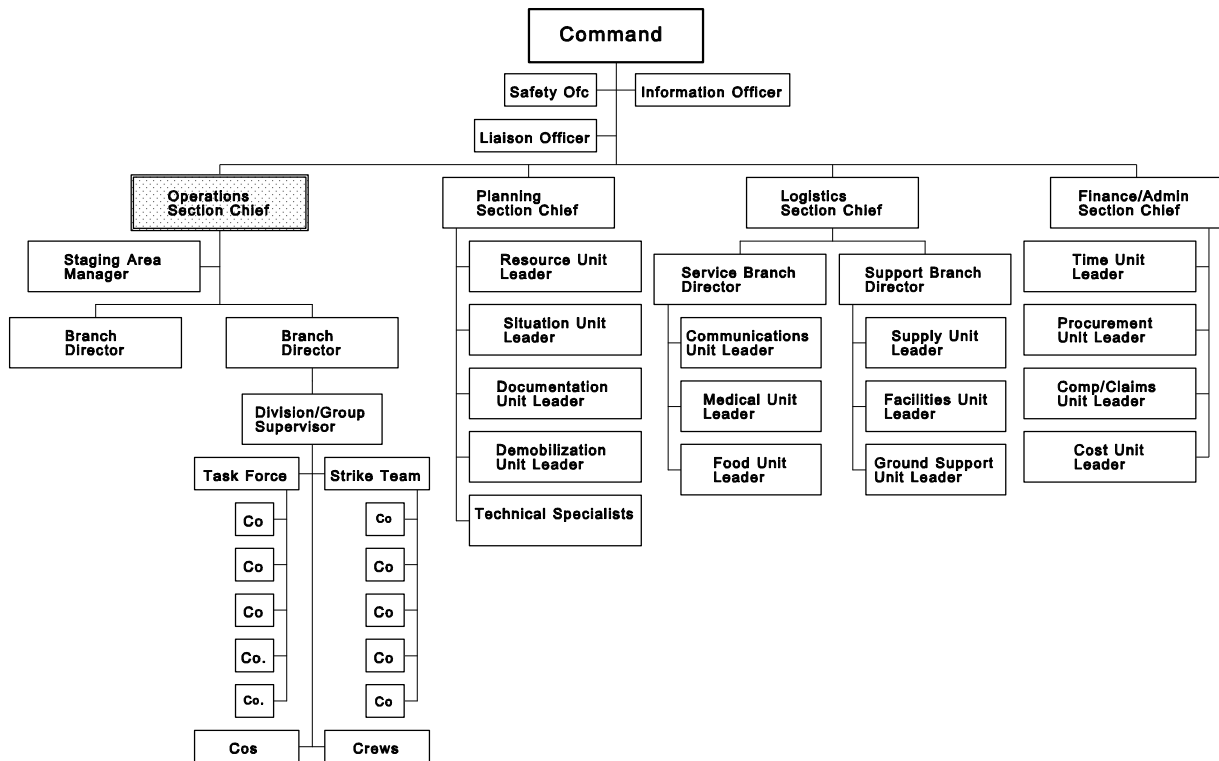 Command
Safety Ofc
Information Officer
Liaison Officer
Operations
Section Chief
Planning
Section Chief
Logistics
Section Chief
Finance/Admin
Section Chief
Staging Area
Manager
Branch
Director
Branch
Director
Division/Group
Supervisor
Task Force
Strike Team
Co
Co
Co
Co.
Co.
Co
Co
Co
Co
Co
Cos
Crews
Resource Unit
Leader
Situation Unit
Leader
Documentation
Unit Leader
Demobilization
Unit Leader
Technical Specialists
Service Branch
Director
Communications
Unit Leader
Medical Unit
Leader
Food Unit
Leader
Support Branch
Director
Supply Unit
Leader
Facilities Unit
Leader
Ground Support
Unit Leader
Time Unit
Leader
Procurement
Unit Leader
Comp/Claims
Unit Leader
Cost Unit
Leader